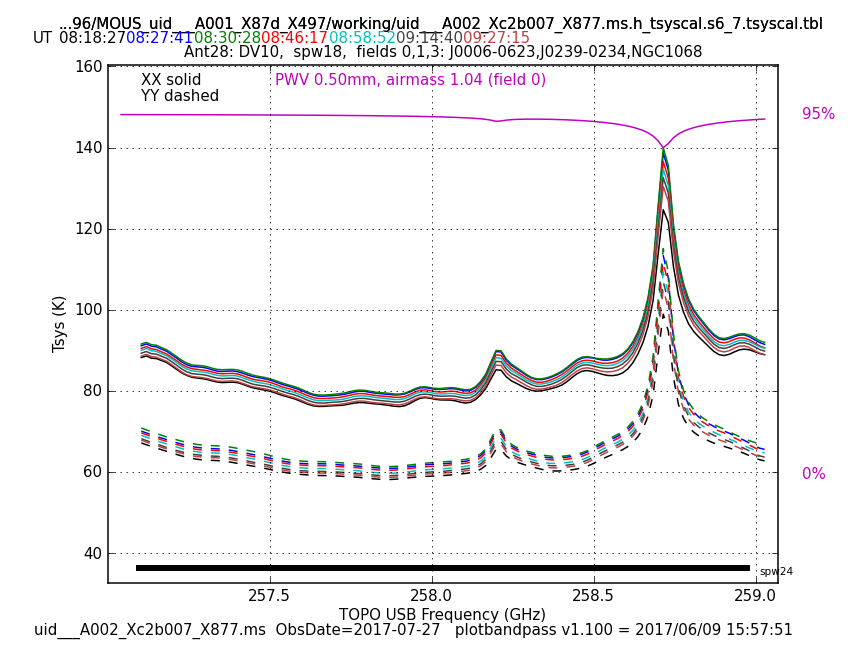 ...96/MOUS_uid___A001_X87d_X497/working/uid___A002_Xc2b007_X877.ms.h_tsyscal.s6_7.tsyscal.tbl
UT 08:18:27 08:27:41 08:30:28 08:46:17 08:58:52 09:14:40 09:27:15
Ant28: DV10, spw18, fields 0,1,3: J0006-0623,J0239-0234,NGC1068
XX solid
YY dashed
PWV 0.50mm, airmass 1.04 (field 0)
95%
0%
160
140
120
100
80
60
40
Tsys (K)
spw24
257.5 258.0 258.5 259.0
TOPO USB Frequency (GHz)
uid___A002_Xc2b007_X877.ms ObsDate=2017-07-27 plotbandpass v1.100 = 2017/06/09 15:57:51